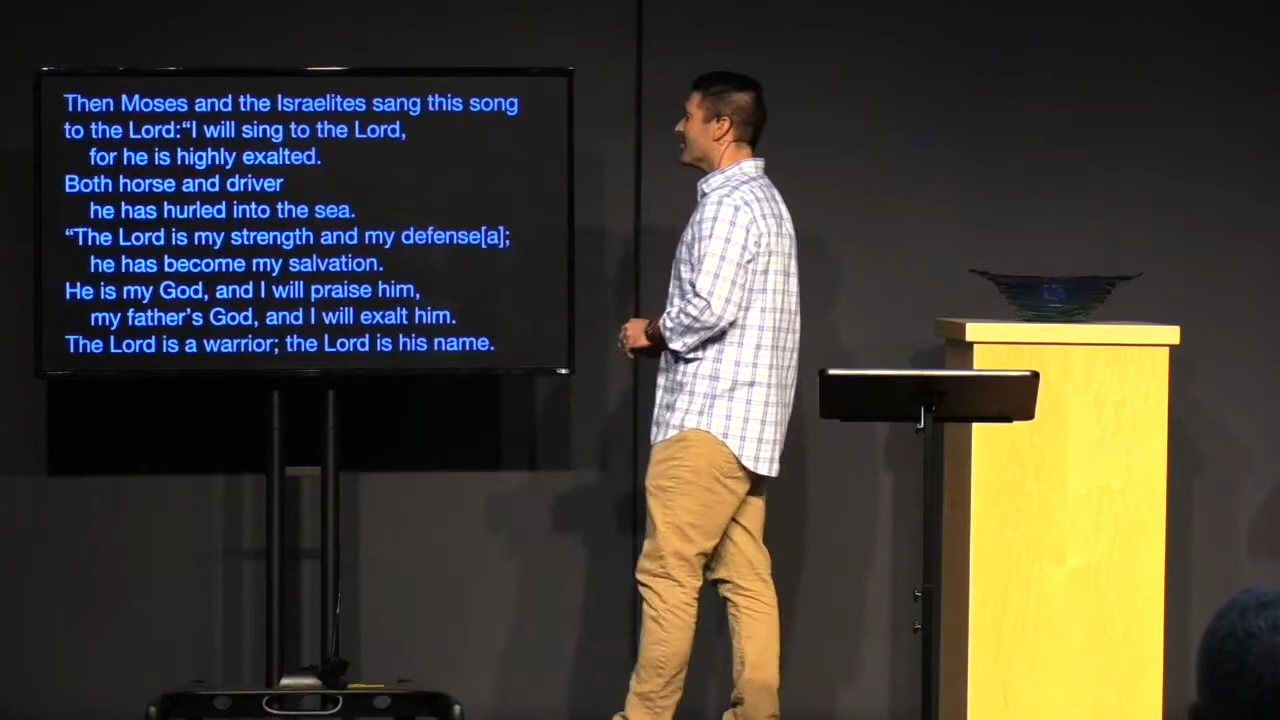 Then Moses and the Israelites sang this song
to the Lord:“I will sing to the Lord,
for he is highly exalted.
Both horse and driver
he has hurled into the sea.
“The Lord is my strength and my defense[a];
he has become my salvation.
He is my God, and I will praise him,
my father’s God, and I will exalt him.
The Lord is a warrior; the Lord is his name.